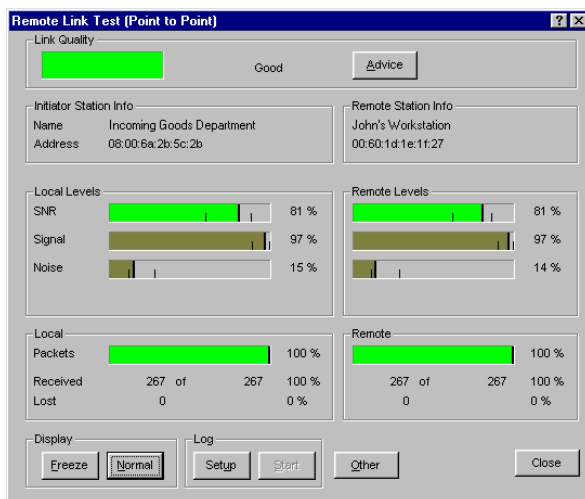 Remote Link Test (Point to Point)
Link Quality
Good
Advice
Initiator Station Info
Name Incoming Goods Department
Address 08:00:6a:2b:5c:2b
Remote Station Info
John's Workstation
00:60:1d:1e:1f:27
Local Levels
SNR 81 %
Signal 97 %
Noise 15 %
Remote Levels
81 %
97 %
14 %
Local
Packets 100 %
Received 267 of 267 100 %
Lost 0 0 %
Remote
100 %
267 of 267 100 %
0 0 %
Display
Freeze Normal
Log
Setup Start
Other
Close